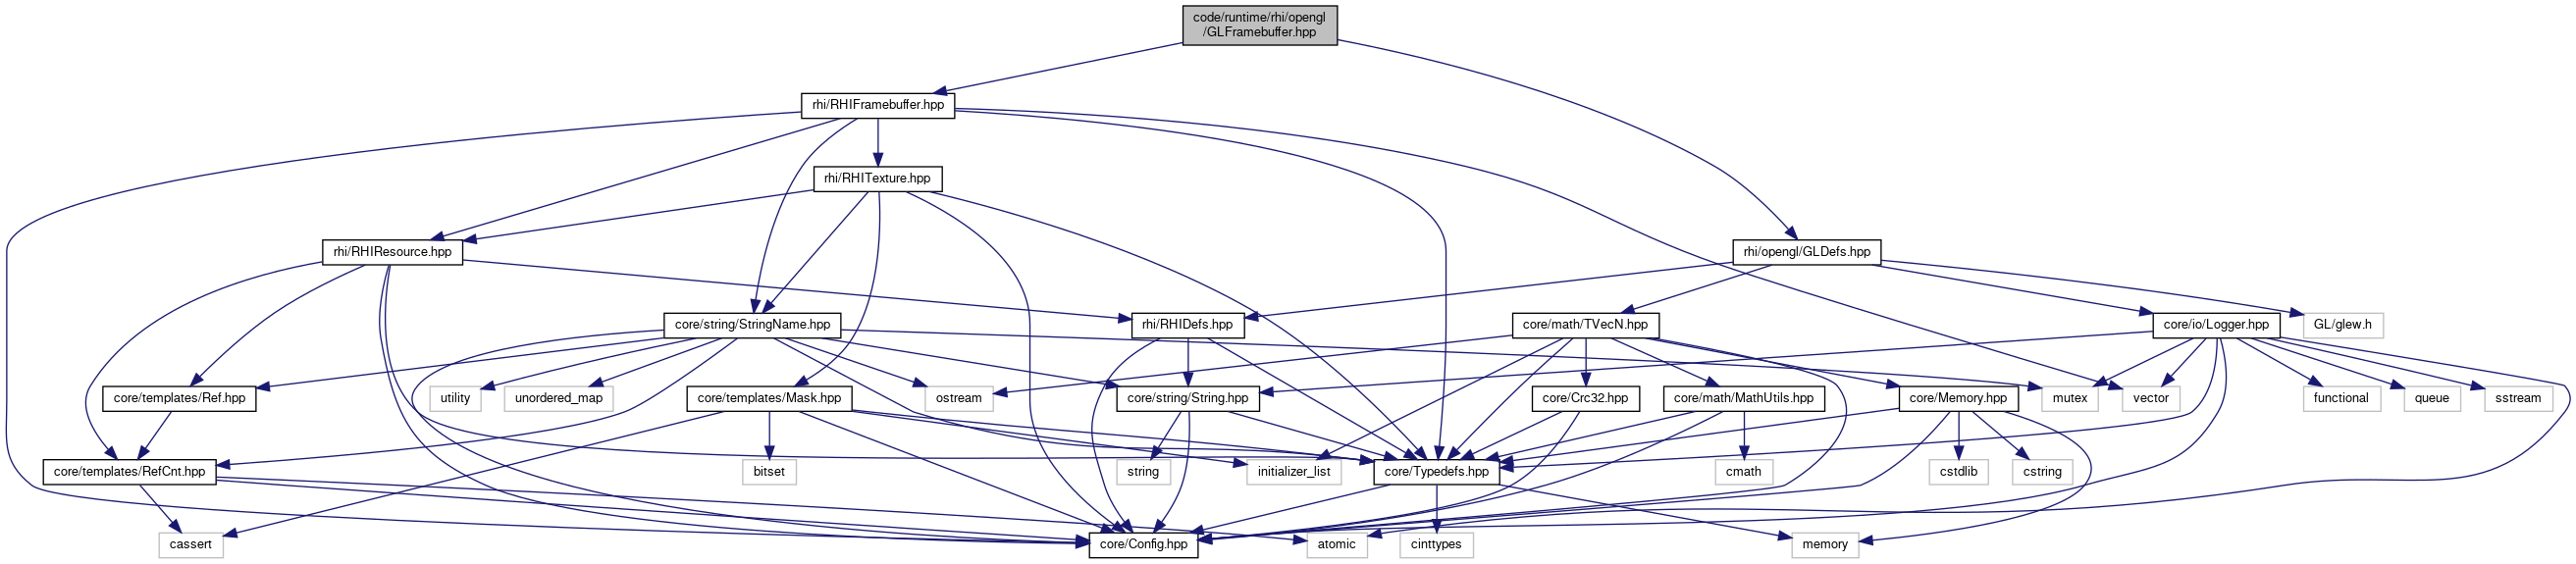 code/runtime/rhi/opengl
/GLFramebuffer.hpp
rhi/RHIFramebuffer.hpp
rhi/RHITexture.hpp
rhi/RHIResource.hpp
rhi/opengl/GLDefs.hpp
core/string/StringName.hpp
rhi/RHIDefs.hpp
core/math/TVecN.hpp
core/io/Logger.hpp
GL/glew.h
core/templates/Ref.hpp
utility
unordered_map
core/templates/Mask.hpp
ostream
core/string/String.hpp
core/Crc32.hpp
core/math/MathUtils.hpp
core/Memory.hpp
mutex
vector
functional
queue
sstream
core/templates/RefCnt.hpp
bitset
string
initializer_list
core/Typedefs.hpp
cmath
cstdlib
cstring
cassert
core/Config.hpp
atomic
cinttypes
memory